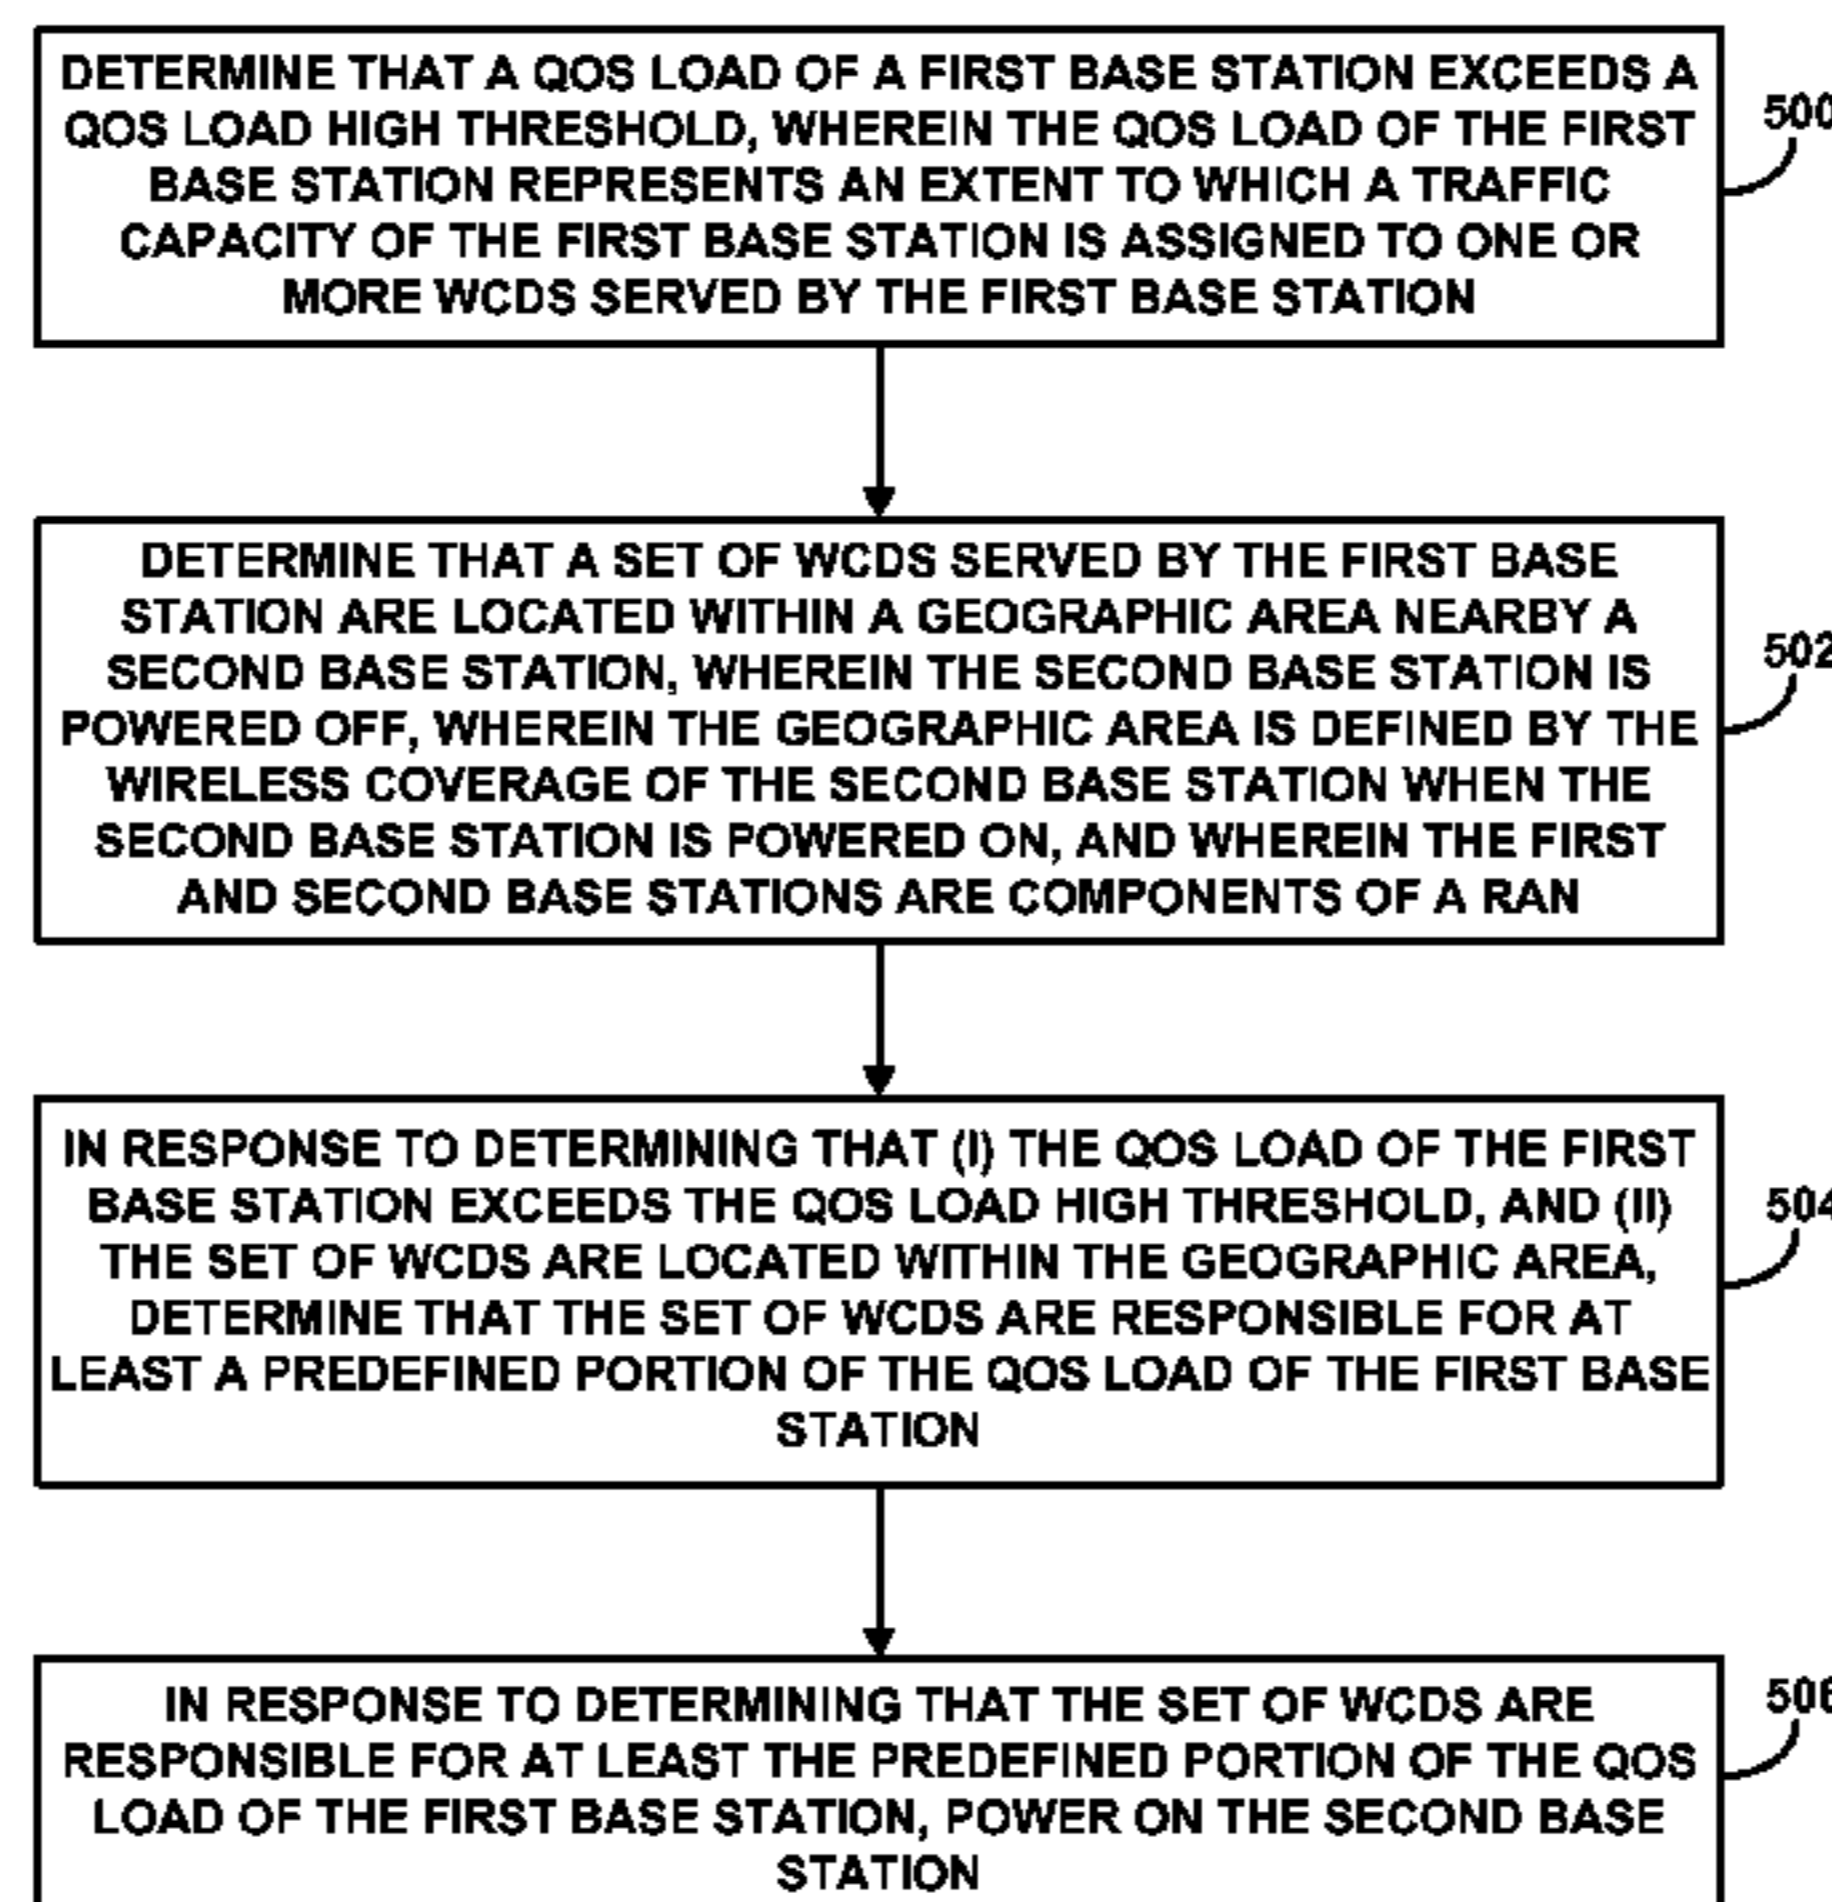 DETERMINE THAT A QOS LOAD OF A FIRST BASE STATION EXCEEDS A
QOS LOAD HIGH THRESHOLD, WHEREIN THE QOS LOAD OF THE FIRST
BASE STATION REPRESENTS AN EXTENT TO WHICH A TRAFFIC
CAPACITY OF THE FIRST BASE STATION IS ASSIGNED TO ONE OR
MORE WCDS SERVED BY THE FIRST BASE STATION
500
DETERMINE THAT A SET OF WCDS SERVED BY THE FIRST BASE
STATION ARE LOCATED WITHIN A GEOGRAPHIC AREA NEARBY A
SECOND BASE STATION, WHEREIN THE SECOND BASE STATION IS
POWERED OFF, WHEREIN THE GEOGRAPHIC AREA IS DEFINED BY THE
WIRELESS COVERAGE OF THE SECOND BASE STATION WHEN THE
SECOND BASE STATION IS POWERED ON, AND WHEREIN THE FIRST
AND SECOND BASE STATIONS ARE COMPONENTS OF A RAN
502
IN RESPONSE TO DETERMINING THAT (I) THE QOS LOAD OF THE FIRST
BASE STATION EXCEEDS THE QOS LOAD HIGH THRESHOLD, AND (II)
THE SET OF WCDS ARE LOCATED WITHIN THE GEOGRAPHIC AREA,
DETERMINE THAT THE SET OF WCDS ARE RESPONSIBLE FOR AT
LEAST A PREDEFINED PORTION OF THE QOS LOAD OF THE FIRST BASE
STATION
504
IN RESPONSE TO DETERMINING THAT THE SET OF WCDS ARE
RESPONSIBLE FOR AT LEAST THE PREDEFINED PORTION OF THE QOS
LOAD OF THE FIRST BASE STATION, POWER ON THE SECOND BASE
STATION
506